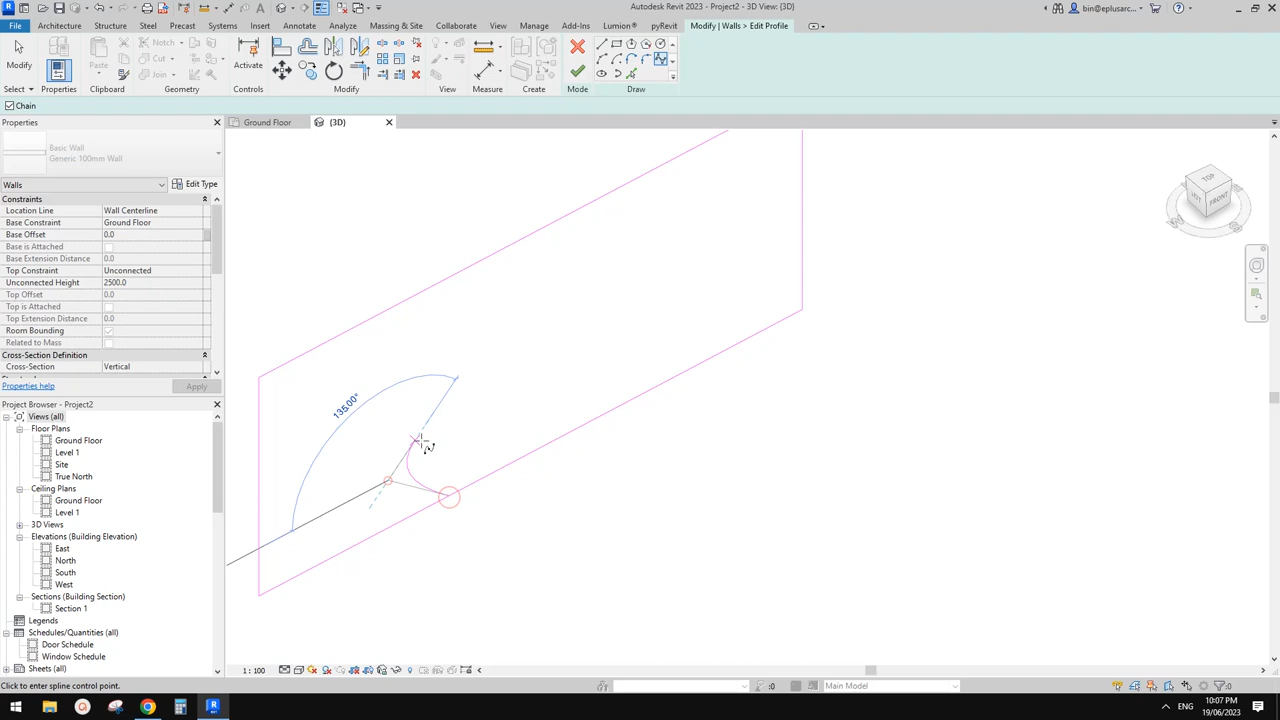 Autodesk Revit 2023 - Project2 - 3D View: {3D}
bin@eplusarc...
File
Architecture
Structure
Steel
Precast
Systems
Insert
Annotate
Analyze
Massing & Site
Collaborate
View
Manage
Add-Ins
Lumion®
pyRevit
Modify | Walls > Edit Profile
Modify
Paste
Notch
Cut
Join
Activate
Select
Properties
Clipboard
Geometry
Controls
Modify
View
Measure
Create
Mode
Draw
Chain
Properties
Ground Floor
{3D}
Basic Wall
Generic 100mm Wall
Walls
Edit Type
Constraints
Location Line Wall Centerline
Base Constraint Ground Floor
Base Offset 0.0
Base is Attached
Base Extension Distance 0.0
Top Constraint Unconnected
Unconnected Height 2500.0
Top Offset 0.0
Top is Attached
Top Extension Distance 0.0
Room Bounding
Related to Mass
Cross-Section Definition
Cross-Section Vertical
Properties help
Apply
Project Browser - Project2
Views (all)
Floor Plans
Ground Floor
Level 1
Site
True North
Ceiling Plans
Ground Floor
Level 1
3D Views
Elevations (Building Elevation)
East
North
South
West
Sections (Building Section)
Section 1
Legends
Schedules/Quantities (all)
Door Schedule
Window Schedule
Sheets (all)
135.00°
TOP
FRONT
1 : 100
Click to enter spline control point.
:0
Main Model
:0
ENG
10:07 PM
19/06/2023